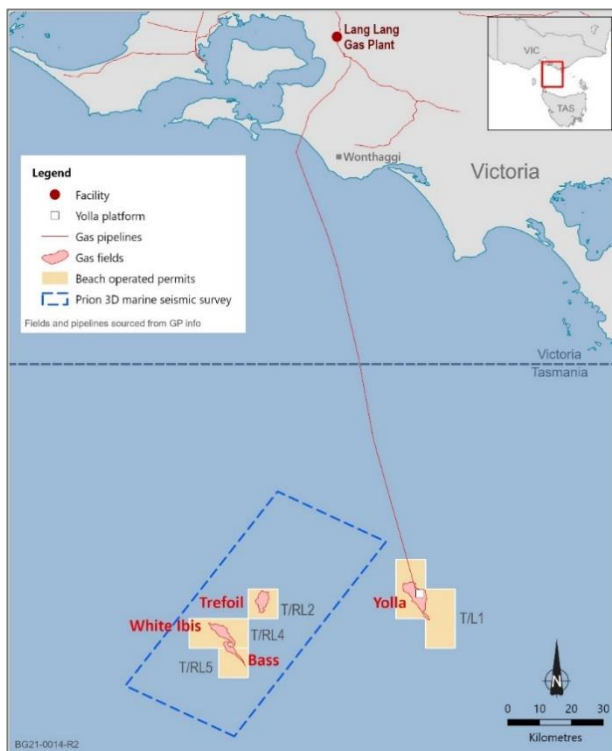 Lang Lang
Gas Plant
VIC
TAS
Wonthaggi
Victoria
Legend
Facility
Yolla platform
Gas pipelines
Gas fields
Beach operated permits
Prion 3D marine seismic survey
Fields and pipelines sourced from GP info
Victoria
Tasmania
Trefoil
T/RL2
Yolla
T/L1
White Ibis
T/RL4
T/RL5
Bass
N
0 10 20 30
Kilometres
BG21-0014-R2